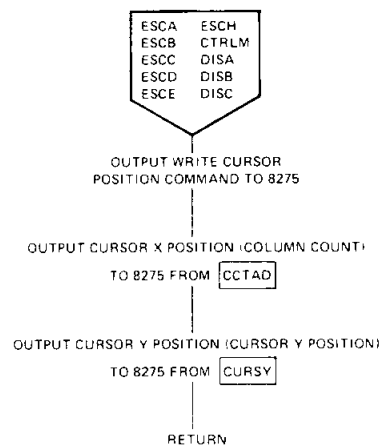 ESCA ESCH
ESCB CTRLM
ESCC DISA
ESCD DISB
ESCE DISC
OUTPUT WRITE CURSOR
POSITION COMMAND TO 8275
OUTPUT CURSOR X POSITION (COLUMN COUNT)
TO 8275 FROM CCTAD
OUTPUT CURSOR Y POSITION (CURSOR Y POSITION)
TO 8275 FROM CURSY
RETURN